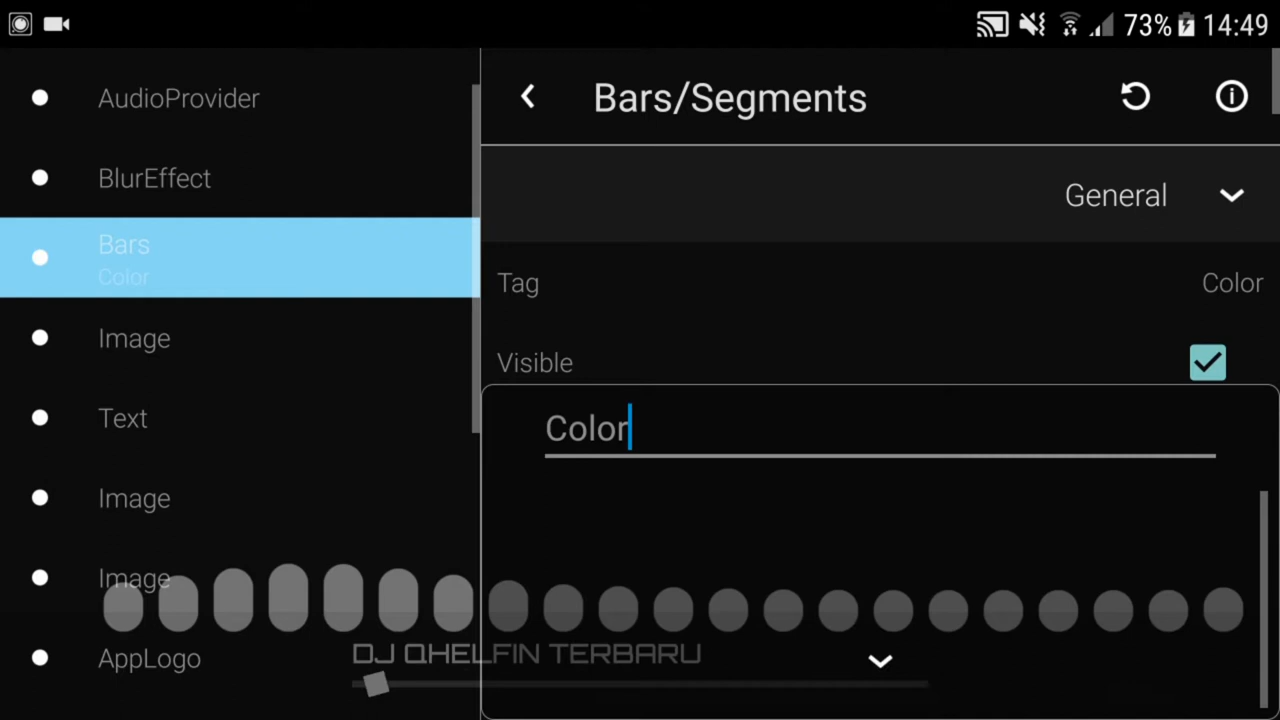 73% 14:49
AudioProvider
BlurEffect
Bars
Color
Image
Text
Image
Image
AppLogo
Bars/Segments
General
Tag
Color
Visible
Color
DJ QHELFIN TERBARU